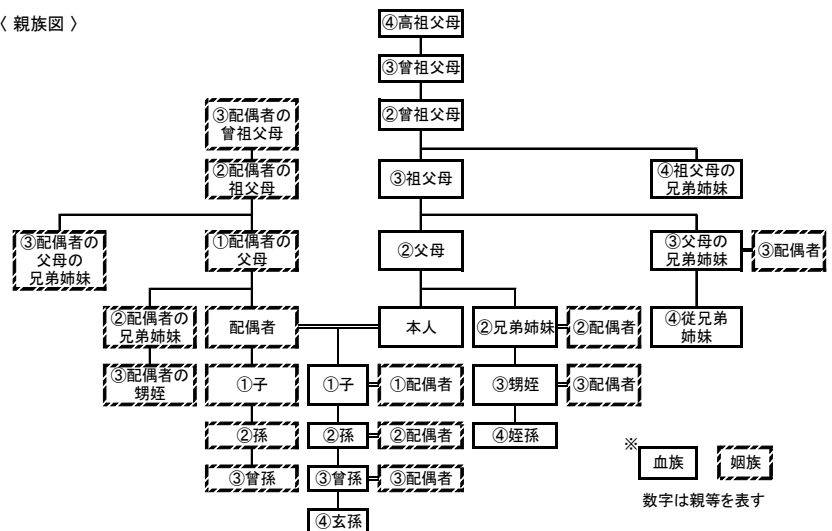 〈 親族図 〉
④高祖父母
③曾祖父母
②曾祖父母
③配偶者の
曾祖父母
②配偶者の
祖父母
③祖父母
④祖父母の
兄弟姉妹
③配偶者の
父母の
兄弟姉妹
①配偶者の
父母
②父母
③父母の
兄弟姉妹
③配偶者
②配偶者の
兄弟姉妹
配偶者
本人
②兄弟姉妹
②配偶者
④従兄弟
姉妹
③配偶者の
甥姪
①子
①子
①配偶者
③甥姪
③配偶者
②孫
②孫
②配偶者
④姪孫
③曾孫
③曾孫
③配偶者
④玄孫
※
血族
姻族
数字は親等を表す